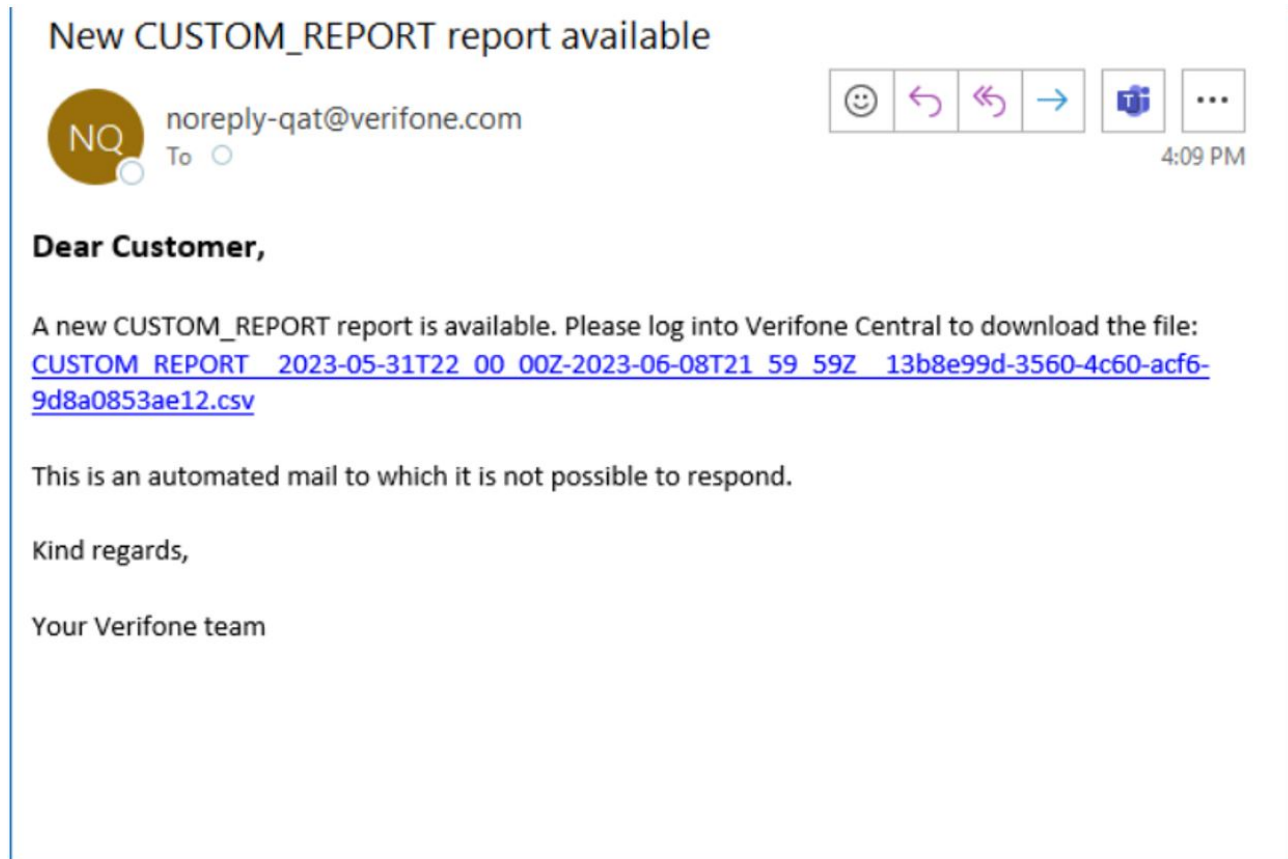 New CUSTOM_REPORT report available
NQ
noreply-qat@verifone.com
To
4:09 PM
Dear Customer,
A new CUSTOM_REPORT report is available. Please log into Verifone Central to download the file:
CUSTOM_REPORT__2023-05-31T22_00_00Z-2023-06-08T21_59_59Z__13b8e99d-3560-4c60-acf6-
9d8a0853ae12.csv
This is an automated mail to which it is not possible to respond.
Kind regards,
Your Verifone team